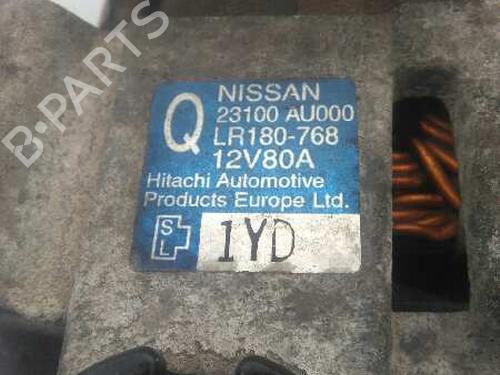 NISSAN
Q 23100 AU000
LR180-768
12V80A
Hitachi Automotive
Products Europe Ltd.
S
L
1YD
B-PARTS